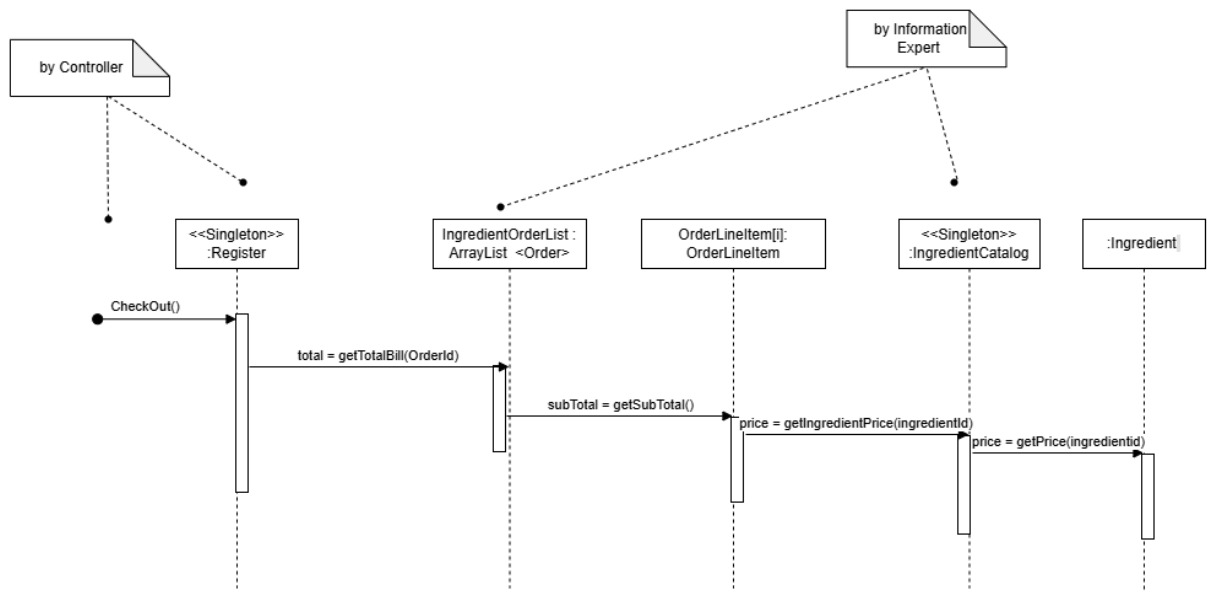 by Information
Expert
by Controller
<<Singleton>>
:Register
IngredientOrderList :
ArrayList <Order>
OrderLineItem[i]:
OrderLineItem
<<Singleton>>
:IngredientCatalog
:Ingredient
CheckOut()
total = getTotalBill(OrderId)
subTotal = getSubTotal()
price = getIngredientPrice(ingredientId)
price = getPrice(ingredientid)